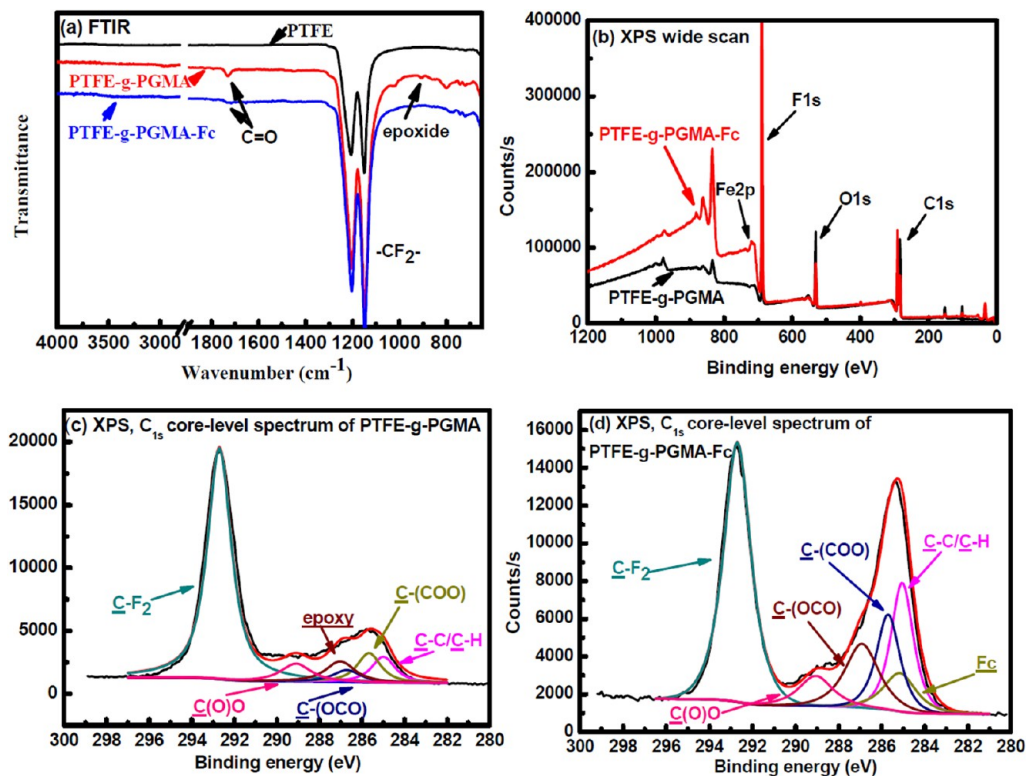 (a) FTIR
PTFE
PTFE-g-PGMA
PTFE-g-PGMA-Fc
C=O
epoxide
-CF2-
Transmittance
4000 3500 3000 1800 1600 1400 1200 1000 800
Wavenumber (cm-1)
(b) XPS wide scan
400000
300000
200000
100000
0
Counts/s
F1s
PTFE-g-PGMA-Fc
Fe2p
O1s
C1s
PTFE-g-PGMA
1200 1000 800 600 400 200 0
Binding energy (eV)
(c) XPS, C1s core-level spectrum of PTFE-g-PGMA
20000
15000
10000
5000
0
C-F2
epoxy
C-(COO)
C-C/C-H
C(O)O
C-(OCO)
300 298 296 294 292 290 288 286 284 282 280
Binding energy (eV)
(d) XPS, C1s core-level spectrum of
PTFE-g-PGMA-Fc
16000
14000
12000
10000
8000
6000
4000
2000
0
Counts/s
C-F2
C-(COO)
C-C/C-H
C-(OCO)
Fc
C(O)O
300 298 296 294 293 291 289 288 286 284 282 280
Binding energy (eV)